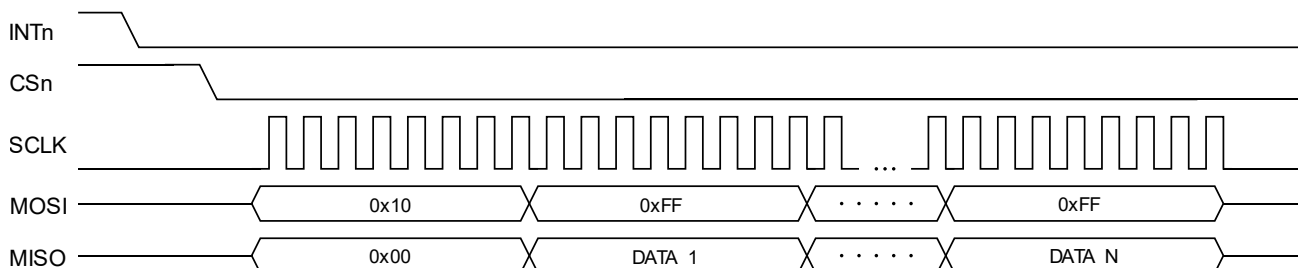 INTn
CSn
SCLK ...
MOSI 0x10 0xFF ..... 0xFF
MISO 0x00 DATA 1 ..... DATA N